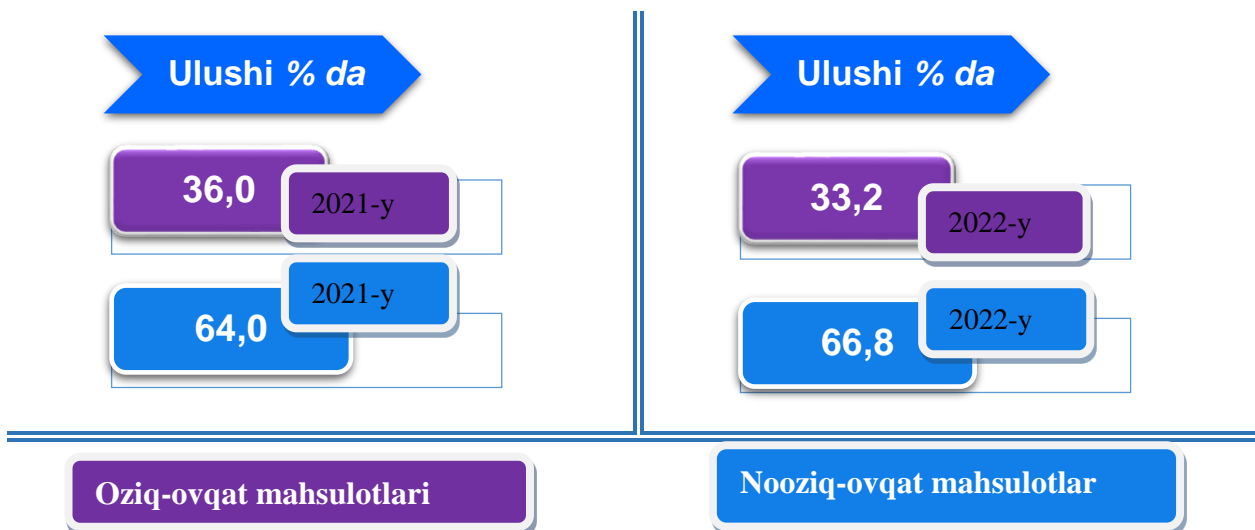 Ulushi % da
36,0
2021-y
2021-y
64,0
Ulushi % da
33,2
2022-y
2022-y
66,8
Oziq-ovqat mahsulotlari
Nooziq-ovqat mahsulotlar